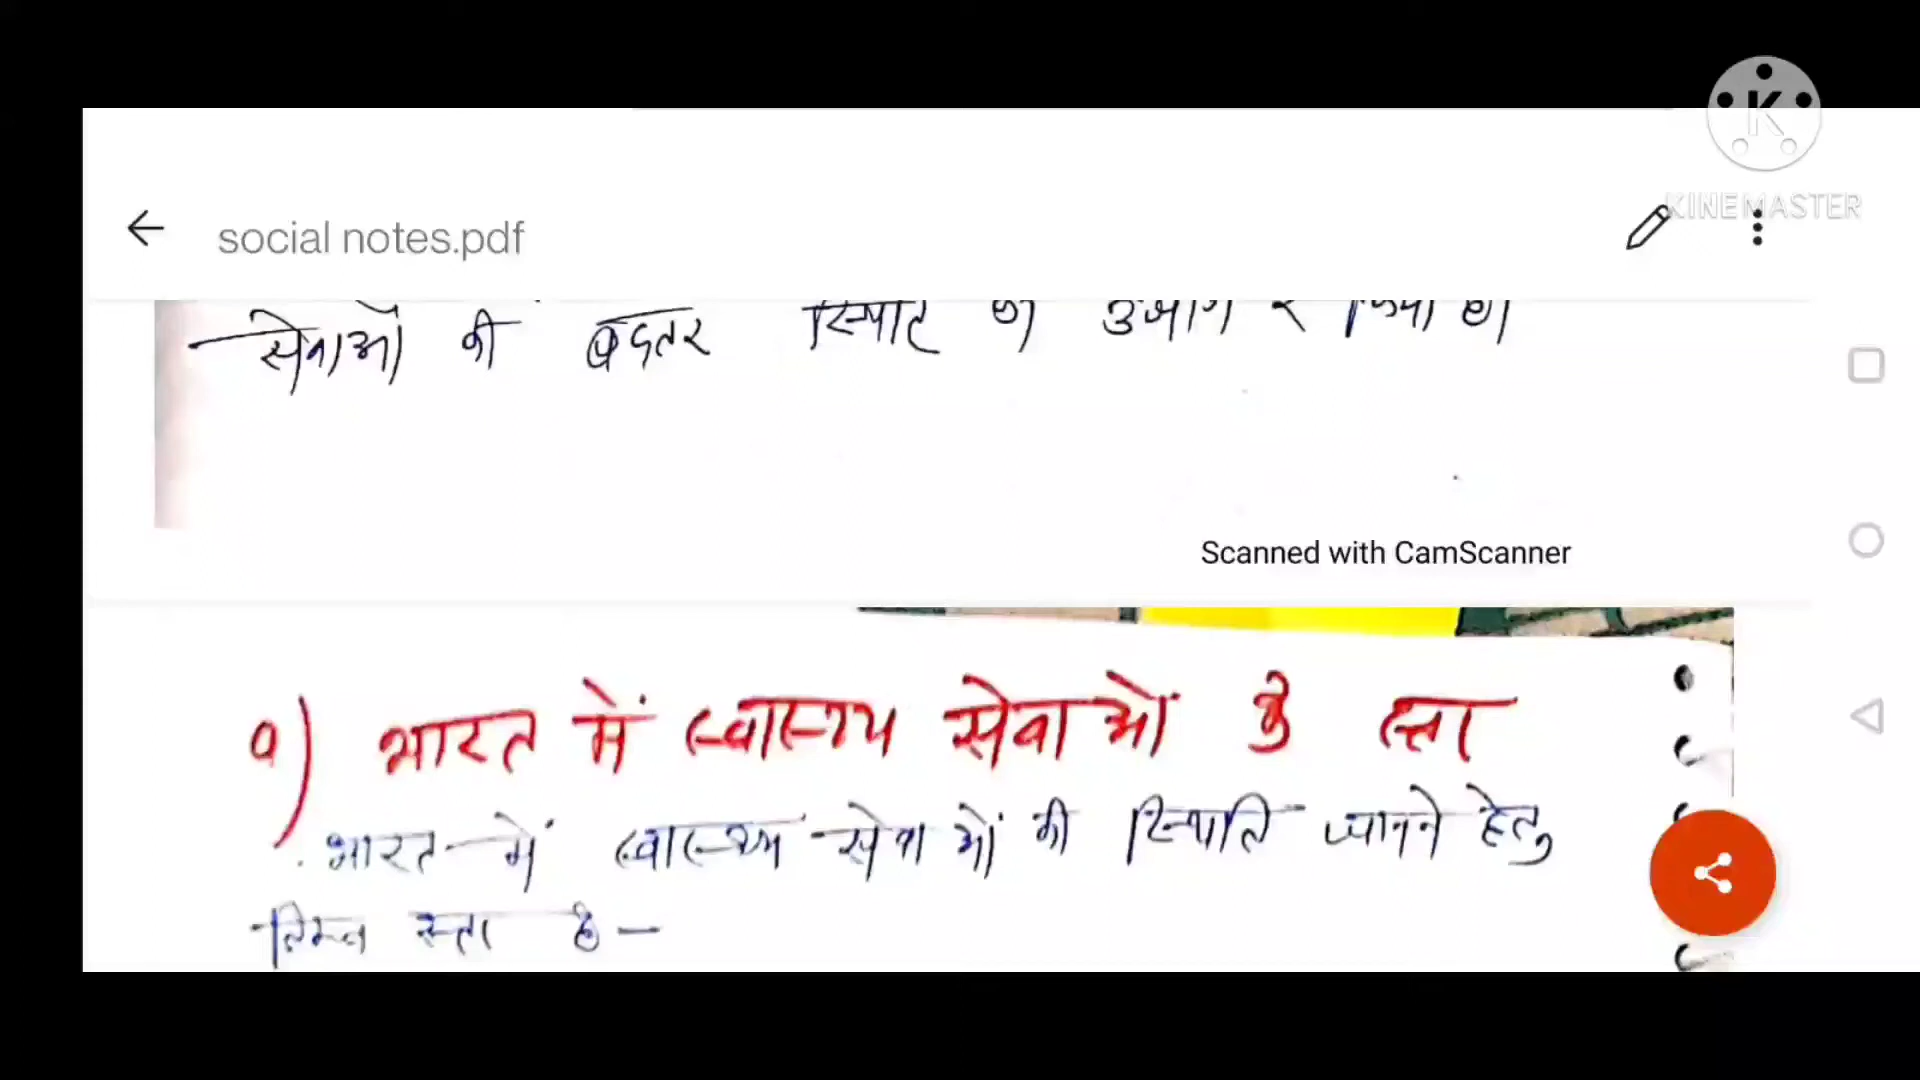 KINEMASTER
social notes.pdf
सेवाओं की बदतर स्थिति को उजागर किया है।
Scanned with CamScanner
a) भारत में स्वास्थ्य सेवाओं के स्तर
भारत में स्वास्थ्य सेवाओं की स्थिति जानने हेतु
निम्न स्तर है -